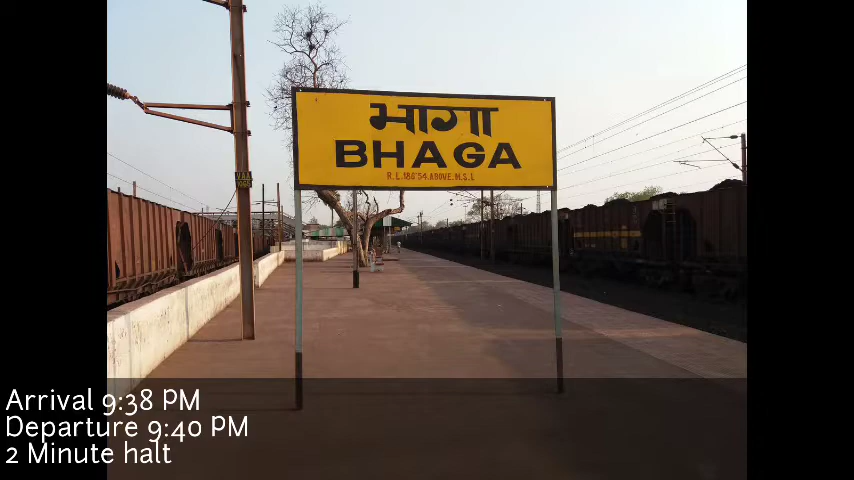 भागा
BHAGA
R.L.180.54.ABOVE.M.S.L
Arrival 9:38 PM
Departure 9:40 PM
2 Minute halt